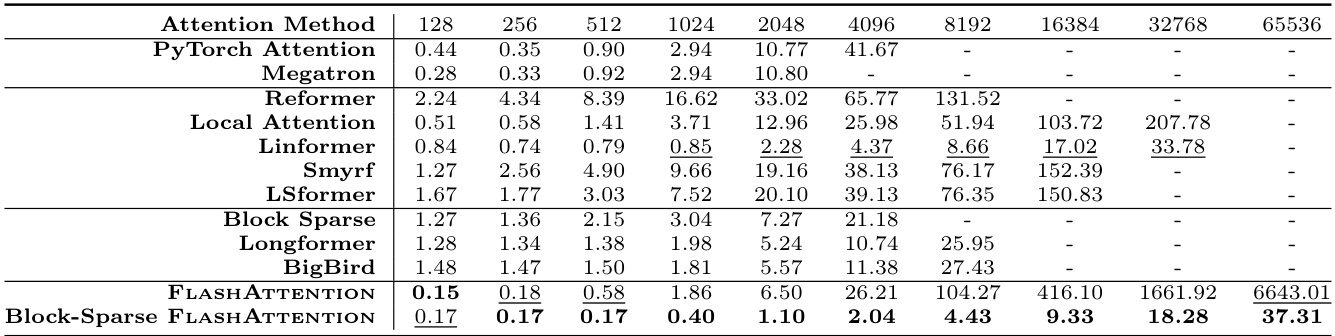 Attention Method 128 256 512 1024 2048 4096 8192 16384 32768 65536
PyTorch Attention 0.44 0.35 0.90 2.94 10.77 41.67 - - - -
Megatron 0.28 0.33 0.92 2.94 10.80 - - - - -
Reformer 2.24 4.34 8.39 16.62 33.02 65.77 131.52 - - -
Local Attention 0.51 0.58 1.41 3.71 12.96 25.98 51.94 103.72 207.78 -
Linformer 0.84 0.74 0.79 0.85 2.28 4.37 8.66 17.02 33.78 -
Smyrf 1.27 2.56 4.90 9.66 19.16 38.13 76.17 152.39 - -
LSformer 1.67 1.77 3.03 7.52 20.10 39.13 76.35 150.83 - -
Block Sparse 1.27 1.36 2.15 3.04 7.27 21.18 - - - -
Longformer 1.28 1.34 1.38 1.98 5.24 10.74 25.95 - - -
BigBird 1.48 1.47 1.50 1.81 5.57 11.38 27.43 - - -
FlashAttention 0.15 0.18 0.58 1.86 6.50 26.21 104.27 416.10 1661.92 6643.01
Block-Sparse FlashAttention 0.17 0.17 0.17 0.40 1.10 2.04 4.43 9.33 18.28 37.31